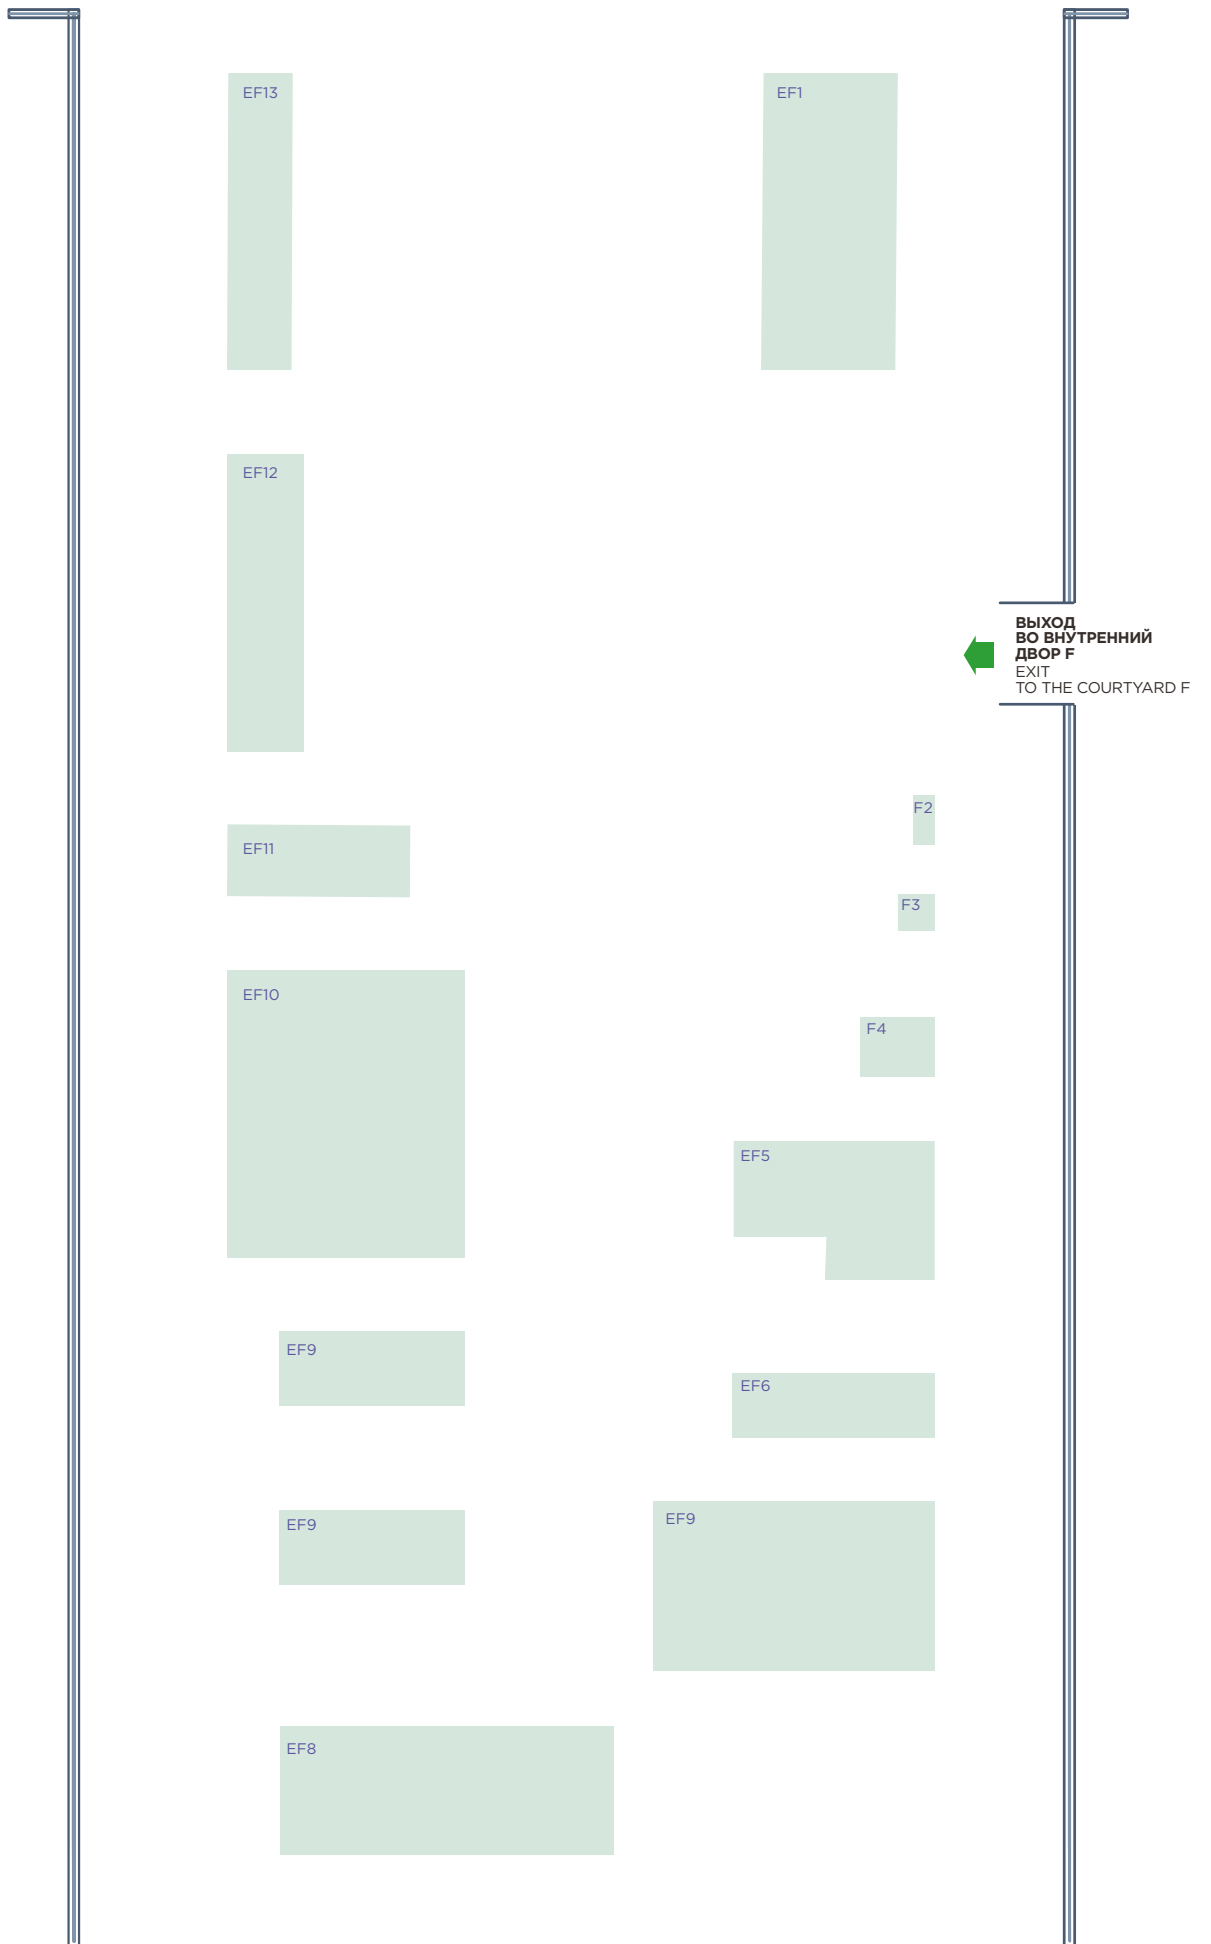 EF13
EF1
EF12
ВЫХОД
ВО ВНУТРЕННИЙ
ДВОР F
EXIT
TO THE COURTYARD F
F2
EF11
F3
EF10
F4
EF5
EF9
EF6
EF9
EF9
EF8